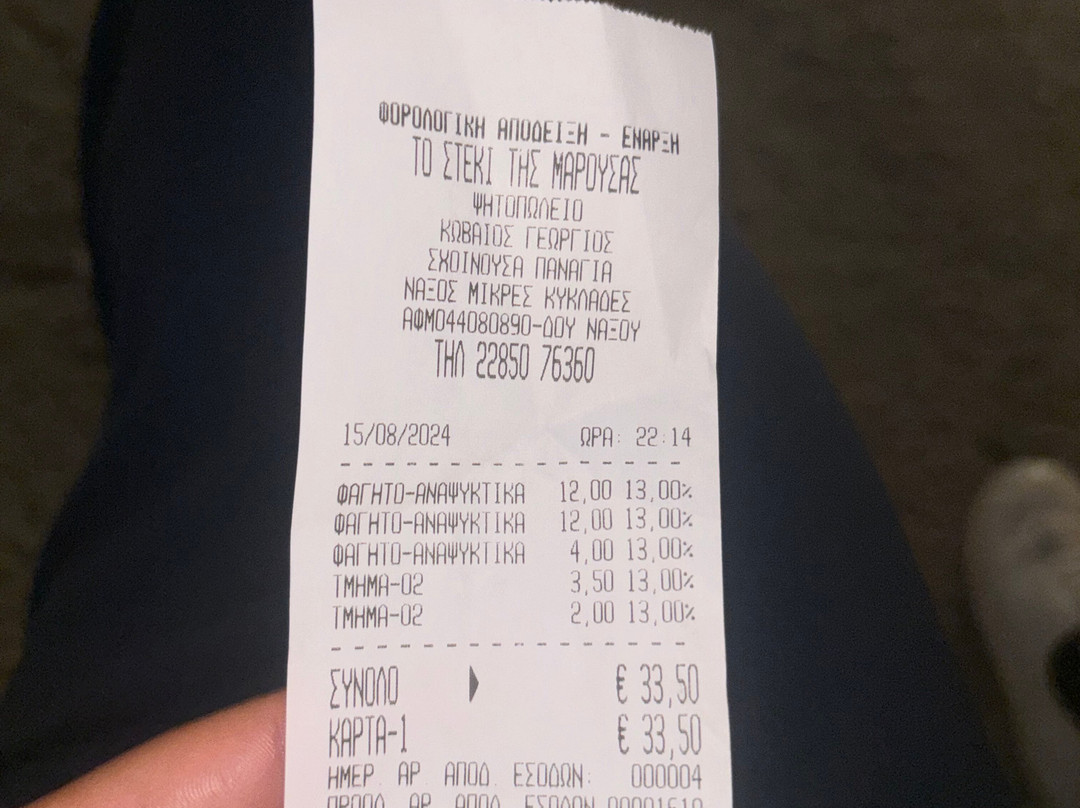 ΦΟΡΟΛΟΓΙΚΗ ΑΠΟΔΕΙΞΗ - ΕΝΑΡΞΗ
ΤΟ ΣΤΕΚΙ ΤΗΣ ΜΑΡΟΥΣΑΣ
ΨΗΤΟΠΩΛΕΙΟ
ΚΩΒΑΙΟΣ ΓΕΩΡΓΙΟΣ
ΣΧΟΙΝΟΥΣΑ ΠΑΝΑΓΙΑ
ΝΑΞΟΣ ΜΙΚΡΕΣ ΚΥΚΛΑΔΕΣ
ΑΦΜ044080890-ΔΟΥ ΝΑΞΟΥ
ΤΗΛ 22850 76360
15/08/2024 ΩΡΑ: 22:14
ΦΑΓΗΤΟ-ΑΝΑΨΥΚΤΙΚΑ 12,00 13,00%
ΦΑΓΗΤΟ-ΑΝΑΨΥΚΤΙΚΑ 12,00 13,00%
ΦΑΓΗΤΟ-ΑΝΑΨΥΚΤΙΚΑ 4,00 13,00%
ΤΜΗΜΑ-02 3,50 13,00%
ΤΜΗΜΑ-02 2,00 13,00%
ΣΥΝΟΛΟ € 33,50
ΚΑΡΤΑ-1 € 33,50
ΗΜΕΡ. ΑΡ. ΑΠΟΔ. ΕΣΟΔΩΝ: 000004
ΑΡ. ΑΠΟΔ. ΕΣΟΔΩΝ